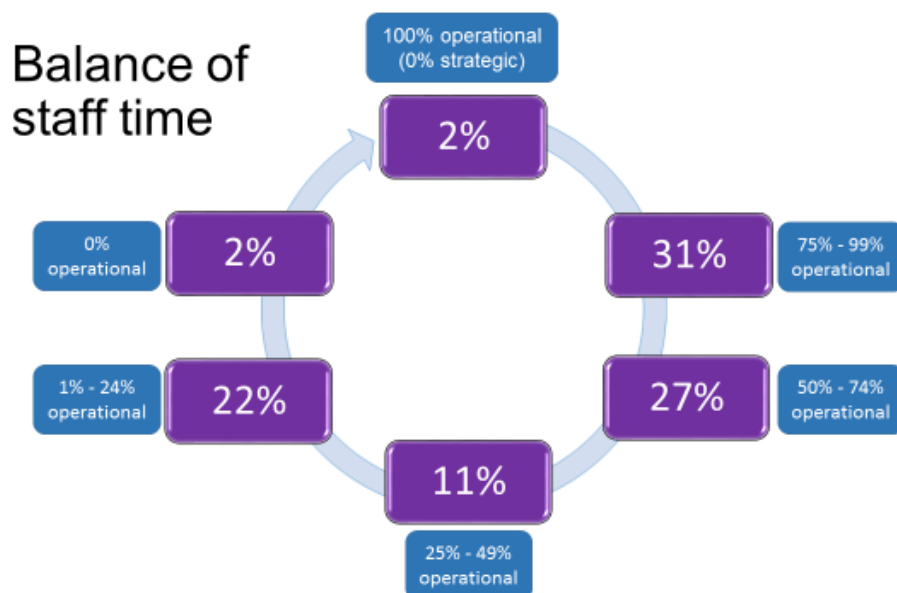 Balance of
staff time
100% operational
(0% strategic)
2%
31%
75% - 99%
operational
27%
50% - 74%
operational
11%
25% - 49%
operational
22%
1% - 24%
operational
2%
0%
operational